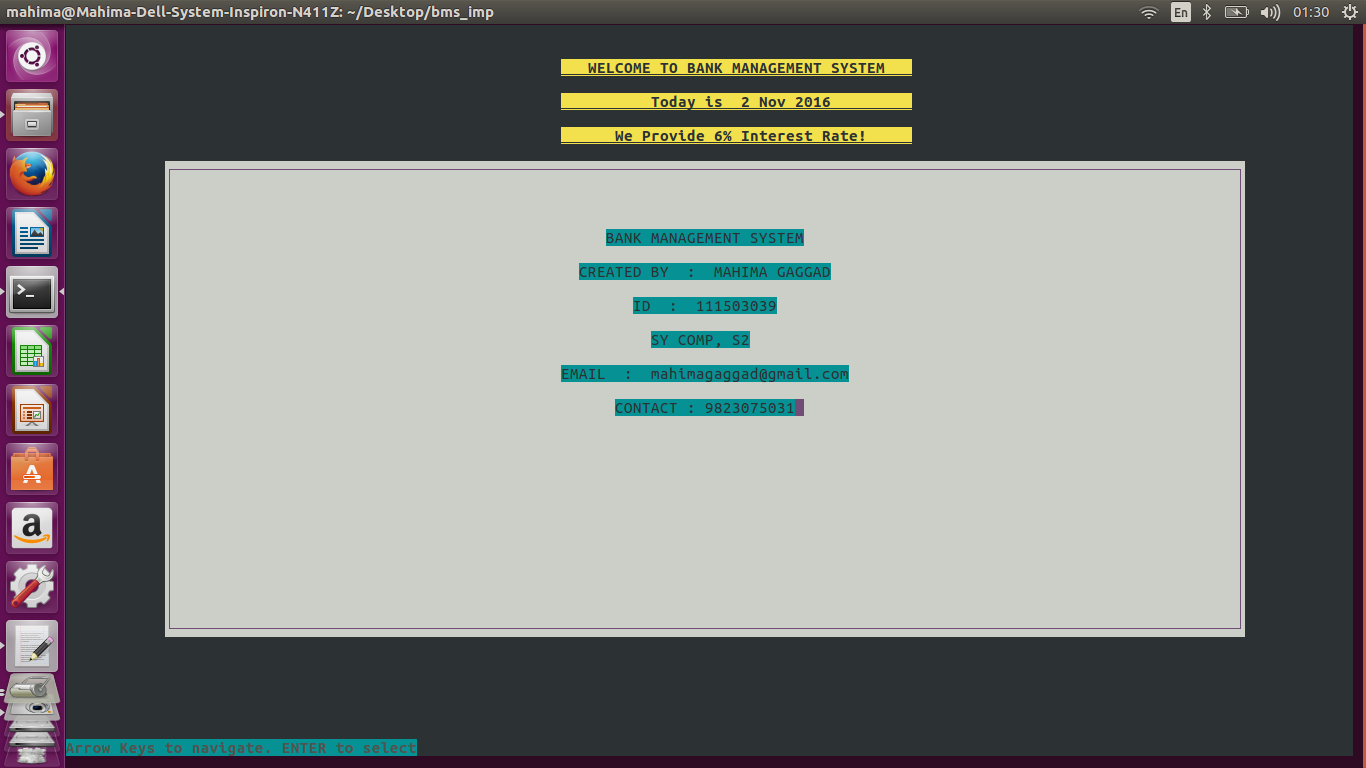 mahima@Mahima-Dell-System-Inspiron-N411Z: ~/Desktop/bms_imp
En
01:30
WELCOME TO BANK MANAGEMENT SYSTEM
Today is  2 Nov 2016
We Provide 6% Interest Rate!
BANK MANAGEMENT SYSTEM
CREATED BY  :  MAHIMA GAGGAD
ID  :  111503039
SY COMP, S2
EMAIL  :  mahimagaggad@gmail.com
CONTACT : 9823075031
Arrow Keys to navigate. ENTER to select